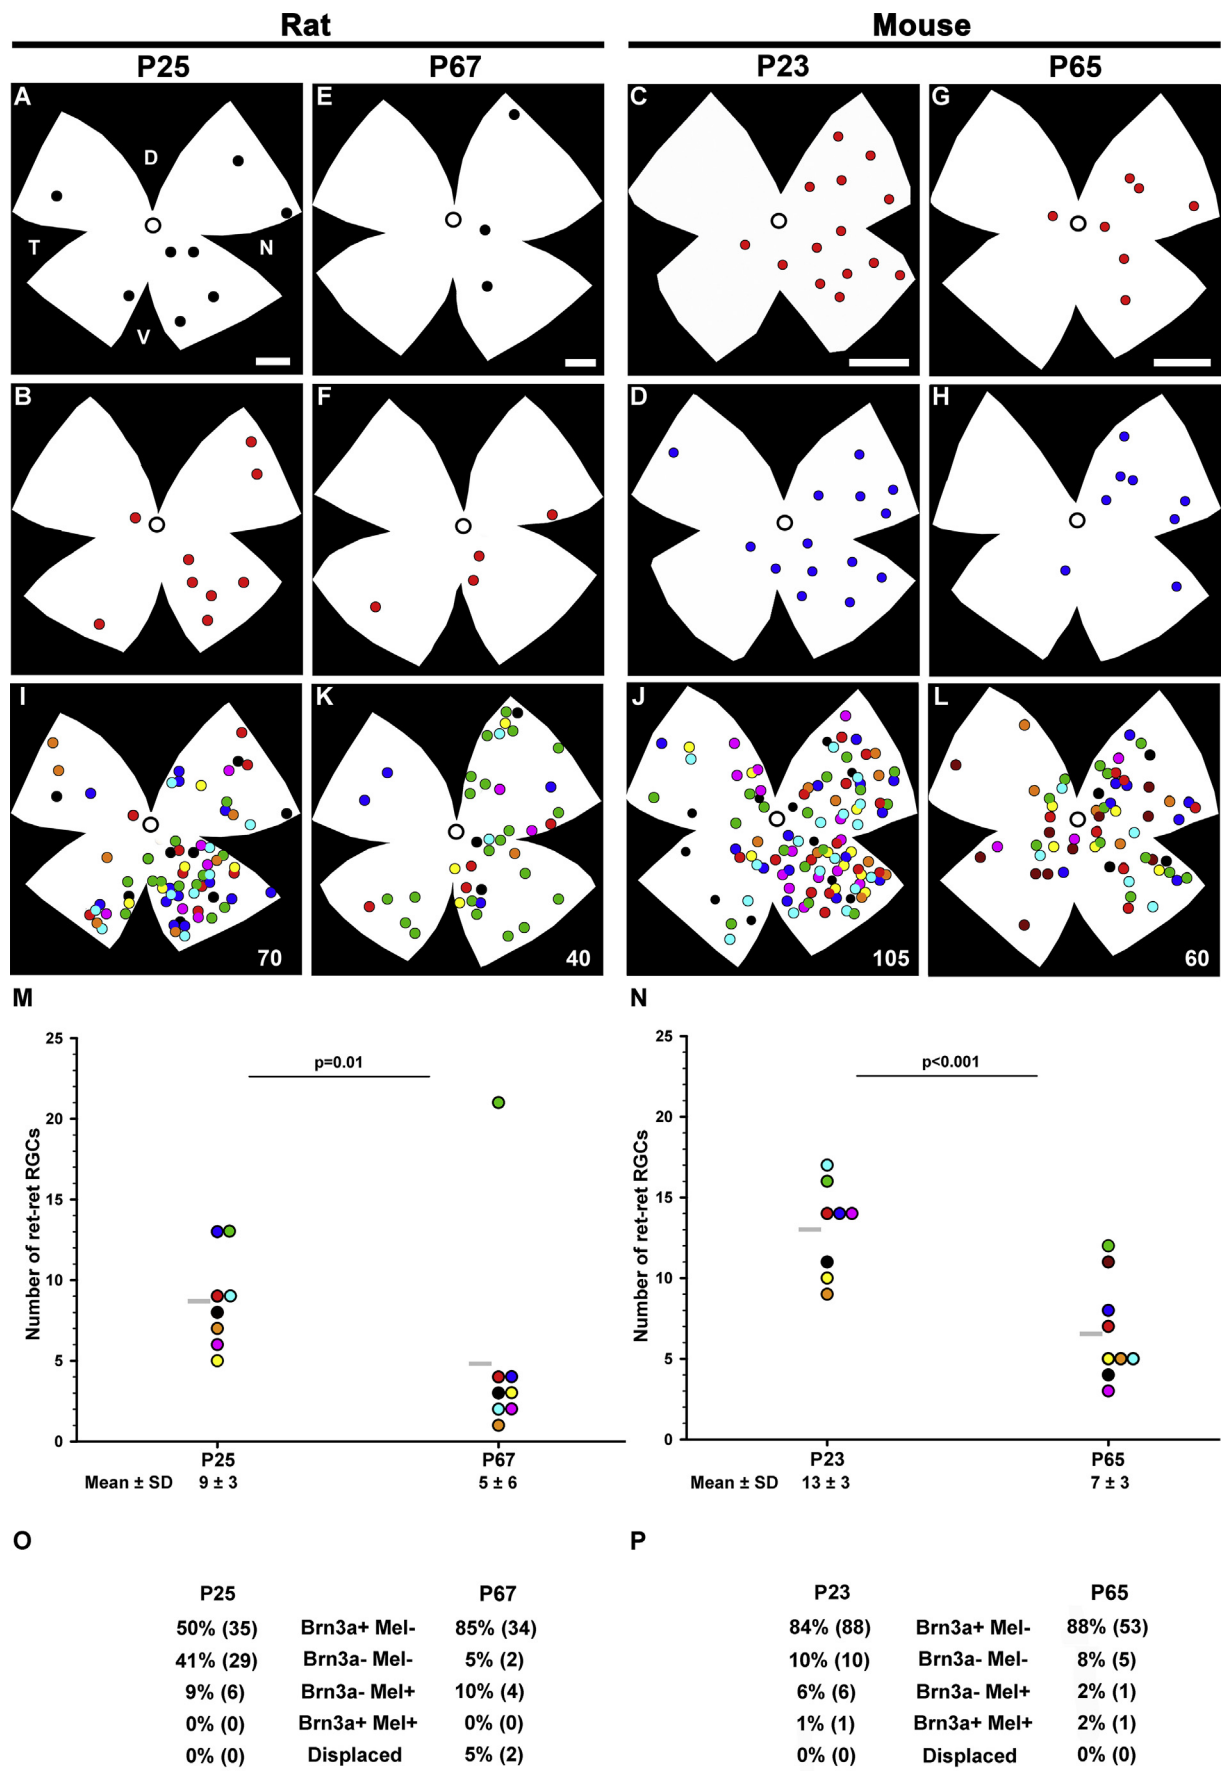 Rat Mouse
P25 P67 P23 P65
A E C G
D
T N
V
B F D H
I K J L
70 40 105 60
M N
Number of ret-ret RGCs
25
20
15
10
5
0
p=0.01
P25 P67
Mean ± SD 9 ± 3 5 ± 6
Number of ret-ret RGCs
25
20
15
10
5
0
p<0.001
P23 P65
Mean ± SD 13 ± 3 7 ± 3
O P
P25 P67
50% (35) Brn3a+ Mel- 85% (34)
41% (29) Brn3a- Mel- 5% (2)
9% (6) Brn3a- Mel+ 10% (4)
0% (0) Brn3a+ Mel+ 0% (0)
0% (0) Displaced 5% (2)
P23 P65
84% (88) Brn3a+ Mel- 88% (53)
10% (10) Brn3a- Mel- 8% (5)
6% (6) Brn3a- Mel+ 2% (1)
1% (1) Brn3a+ Mel+ 2% (1)
0% (0) Displaced 0% (0)